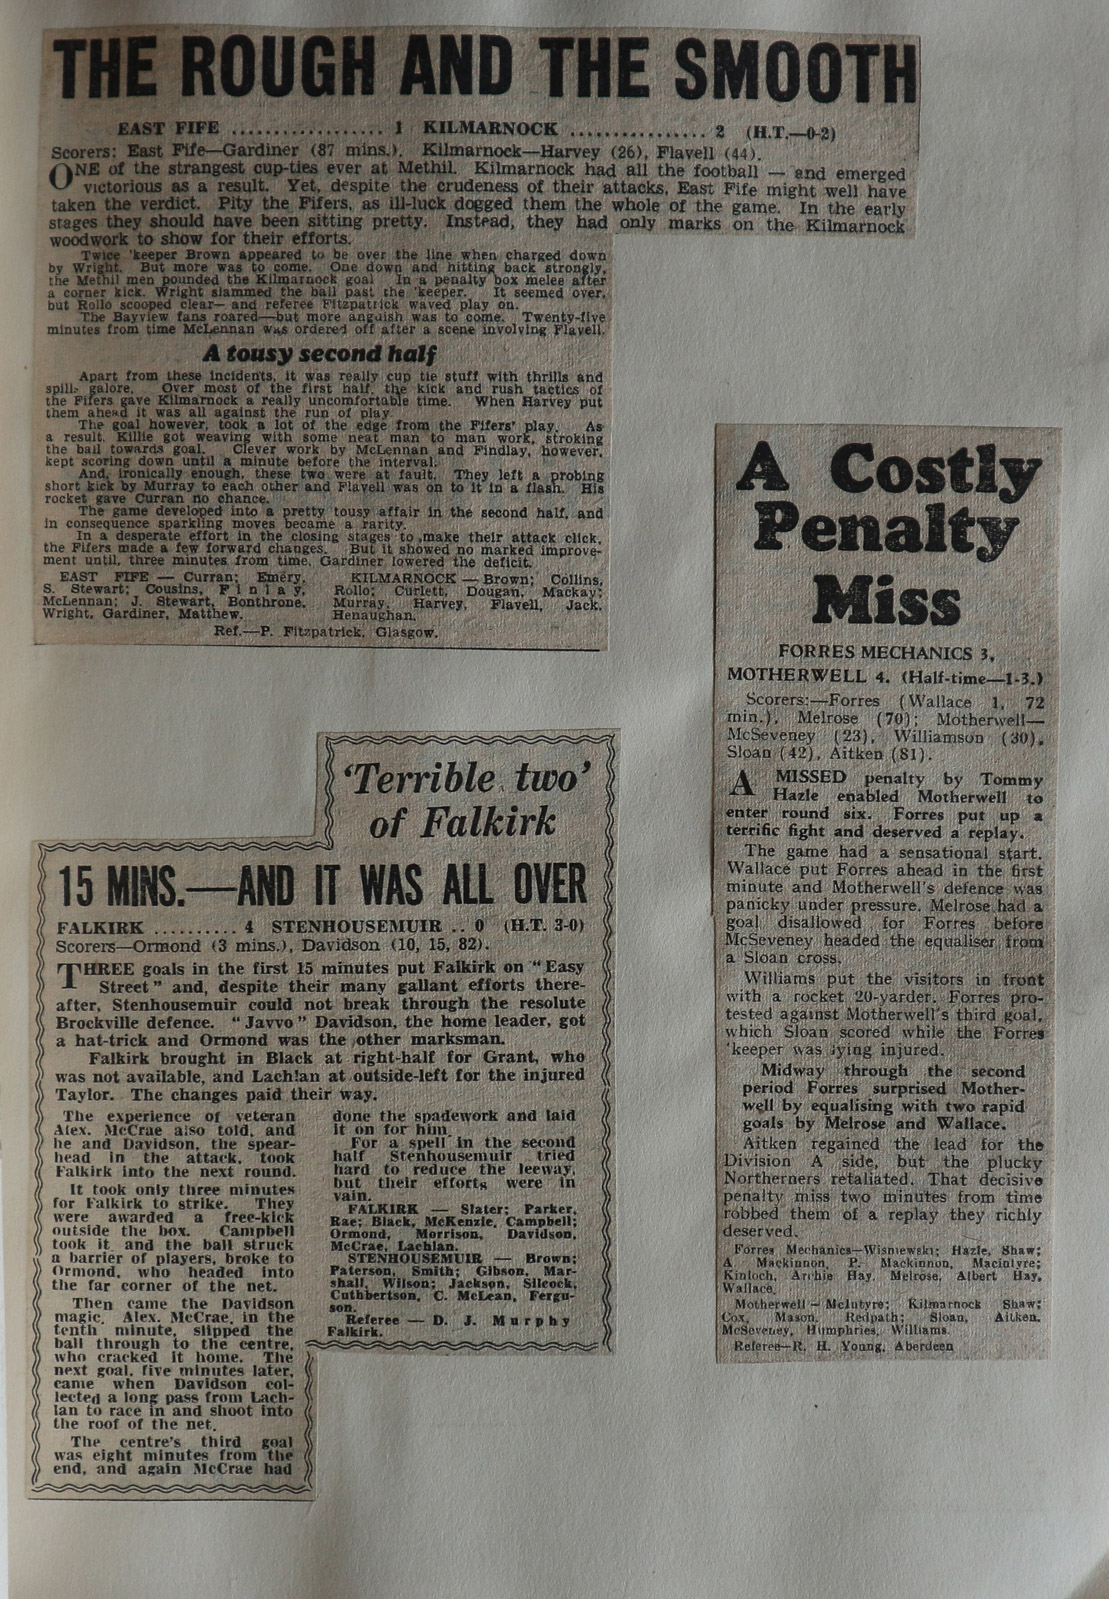 THE ROUGH AND THE SMOOTH
EAST FIFE ................. 1 KILMARNOCK ................ 2 (H.T.—0-2)
Scorers: East Fife—Gardiner (87 mins.). Kilmarnock—Harvey (26), Flavell (44).
ONE of the strangest cup-ties ever at Methil. Kilmarnock had all the football — and emerged
victorious as a result. Yet, despite the crudeness of their attacks, East Fife might well have
taken the verdict. Pity the Fifers, as ill-luck dogged them the whole of the game. In the early
stages they should have been sitting pretty. Instead, they had only marks on the Kilmarnock
woodwork to show for their efforts.
Twice 'keeper Brown appeared to be over the line when charged down
by Wright. But more was to come. One down and hitting back strongly,
the Methil men pounded the Kilmarnock goal In a penalty box melee after
a corner kick. Wright slammed the ball past the 'keeper. It seemed over,
but Rollo scooped clear— and referee Fitzpatrick waved play on.
The Bayview fans roared—but more anguish was to come. Twenty-five
minutes from time McLennan was ordered off after a scene involving Flavell.
A tousy second half
Apart from these incidents, it was really cup tie stuff with thrills and
spills galore. Over most of the first half, the kick and rush tactics of
the Fifers gave Kilmarnock a really uncomfortable time. When Harvey put
them ahead it was all against the run of play.
The goal however, took a lot of the edge from the Fifers' play. As
a result, Killie got weaving with some neat man to man work, stroking
the ball towards goal. Clever work by McLennan and Findlay, however,
kept scoring down until a minute before the interval.
And, ironically enough, these two were at fault. They left a probing
short kick by Murray to each other and Flavell was on to it in a flash. His
rocket gave Curran no chance.
The game developed into a pretty tousy affair in the second half, and
in consequence sparkling moves became a rarity.
In a desperate effort in the closing stages to make their attack click,
the Fifers made a few forward changes. But it showed no marked improve-
ment until, three minutes from time, Gardiner lowered the deficit.
EAST FIFE — Curran; Emery,
S. Stewart; Cousins, Finlay,
McLennan; J. Stewart, Bonthrone,
Wright, Gardiner, Matthew.
KILMARNOCK — Brown; Collins,
Rollo; Curlett, Dougan, Mackay;
Murray, Harvey, Flavell, Jack,
Henaughan.
Ref.—P. Fitzpatrick, Glasgow.
'Terrible two'
of Falkirk
15 MINS.—AND IT WAS ALL OVER
FALKIRK .......... 4 STENHOUSEMUIR .. 0 (H.T. 3-0)
Scorers—Ormond (3 mins.), Davidson (10, 15, 82).
THREE goals in the first 15 minutes put Falkirk on "Easy
Street" and, despite their many gallant efforts there-
after, Stenhousemuir could not break through the resolute
Brockville defence. "Javvo" Davidson, the home leader, got
a hat-trick and Ormond was the other marksman.
Falkirk brought in Black at right-half for Grant, who
was not available, and Lachlan at outside-left for the injured
Taylor. The changes paid their way.
The experience of veteran
Alex. McCrae also told, and
he and Davidson, the spear-
head in the attack, took
Falkirk into the next round.
It took only three minutes
for Falkirk to strike. They
were awarded a free-kick
outside the box. Campbell
took it and the ball struck
a barrier of players, broke to
Ormond, who headed into
the far corner of the net.
Then came the Davidson
magic. Alex. McCrae, in the
tenth minute, slipped the
ball through to the centre,
who cracked it home. The
next goal, five minutes later,
came when Davidson col-
lected a long pass from Lach-
lan to race in and shoot into
the roof of the net.
The centre's third goal
was eight minutes from the
end, and again McCrae had
done the spadework and laid
it on for him.
For a spell in the second
half Stenhousemuir tried
hard to reduce the leeway,
but their efforts were in
vain.
FALKIRK — Slater; Parker,
Rae; Black, McKenzie, Campbell;
Ormond, Morrison, Davidson,
McCrae, Lachlan.
STENHOUSEMUIR — Brown;
Paterson, Smith; Gibson, Mar-
shall, Wilson; Jackson, Silcock,
Cuthbertson, C. McLean, Fergu-
son.
Referee — D. J. Murphy
Falkirk.
A Costly
Penalty
Miss
FORRES MECHANICS 3,
MOTHERWELL 4. (Half-time—1-3.)
Scorers:—Forres (Wallace 1, 72
min.), Melrose (70); Motherwell—
McSeveney (23), Williamson (30),
Sloan (42), Aitken (81).
A MISSED penalty by Tommy
Hazle enabled Motherwell to
enter round six. Forres put up a
terrific fight and deserved a replay.
The game had a sensational start.
Wallace put Forres ahead in the first
minute and Motherwell's defence was
panicky under pressure. Melrose had a
goal disallowed for Forres before
McSeveney headed the equaliser from
a Sloan cross.
Williams put the visitors in front
with a rocket 20-yarder. Forres pro-
tested against Motherwell's third goal,
which Sloan scored while the Forres
'keeper was lying injured.
Midway through the second
period Forres surprised Mother-
well by equalising with two rapid
goals by Melrose and Wallace.
Aitken regained the lead for the
Division A side, but the plucky
Northerners retaliated. That decisive
penalty miss two minutes from time
robbed them of a replay they richly
deserved.
Forres Mechanics—Wisniewski; Hazle, Shaw;
A Mackinnon, P. Mackinnon, Macintyre;
Kinloch, Archie Hay, Melrose, Albert Hay,
Wallace.
Motherwell — McIntyre; Kilmarnock Shaw;
Cox, Mason, Redpath; Sloan, Aitken,
McSeveney, Humphries, Williams.
Referee—R. H. Young, Aberdeen